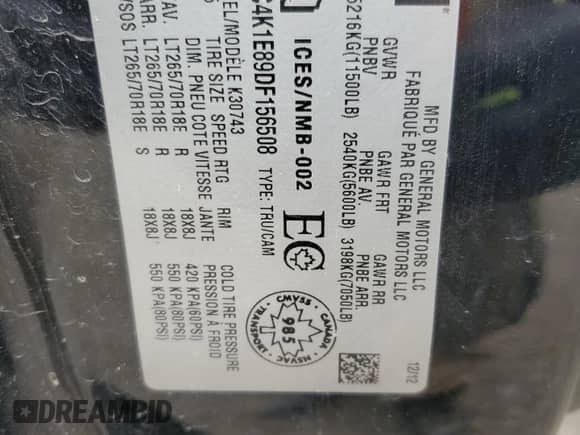 MFD BY GENERAL MOTORS LLC
FABRIQUÉ PAR GENERAL MOTORS LLC
12/12
GVWR GAWR FRT GAWR RR
PNBV PNBE AV. PNBE ARR.
5216KG(11500LB) 2540KG(5600LB) 3198KG(7050LB)
ICES/NMB-002
EC
CMVSS
TRANSPORT
985
CANADA
NSVAC
C4K1E89DF156508 TYPE: TRU/CAM
EL/MODÈLE K30743
TIRE SIZE SPEED RTG RIM COLD TIRE PRESSURE
DIM. PNEU COTE VITESSE JANTE PRESSION À FROID
AV. LT265/70R18E R 18X8J 420 KPA(60PSI)
ARR. LT265/70R18E R 18X8J 550 KPA(80PSI)
SOS LT265/70R18E S 18X8J 550 KPA(80PSI)
DREAMBID